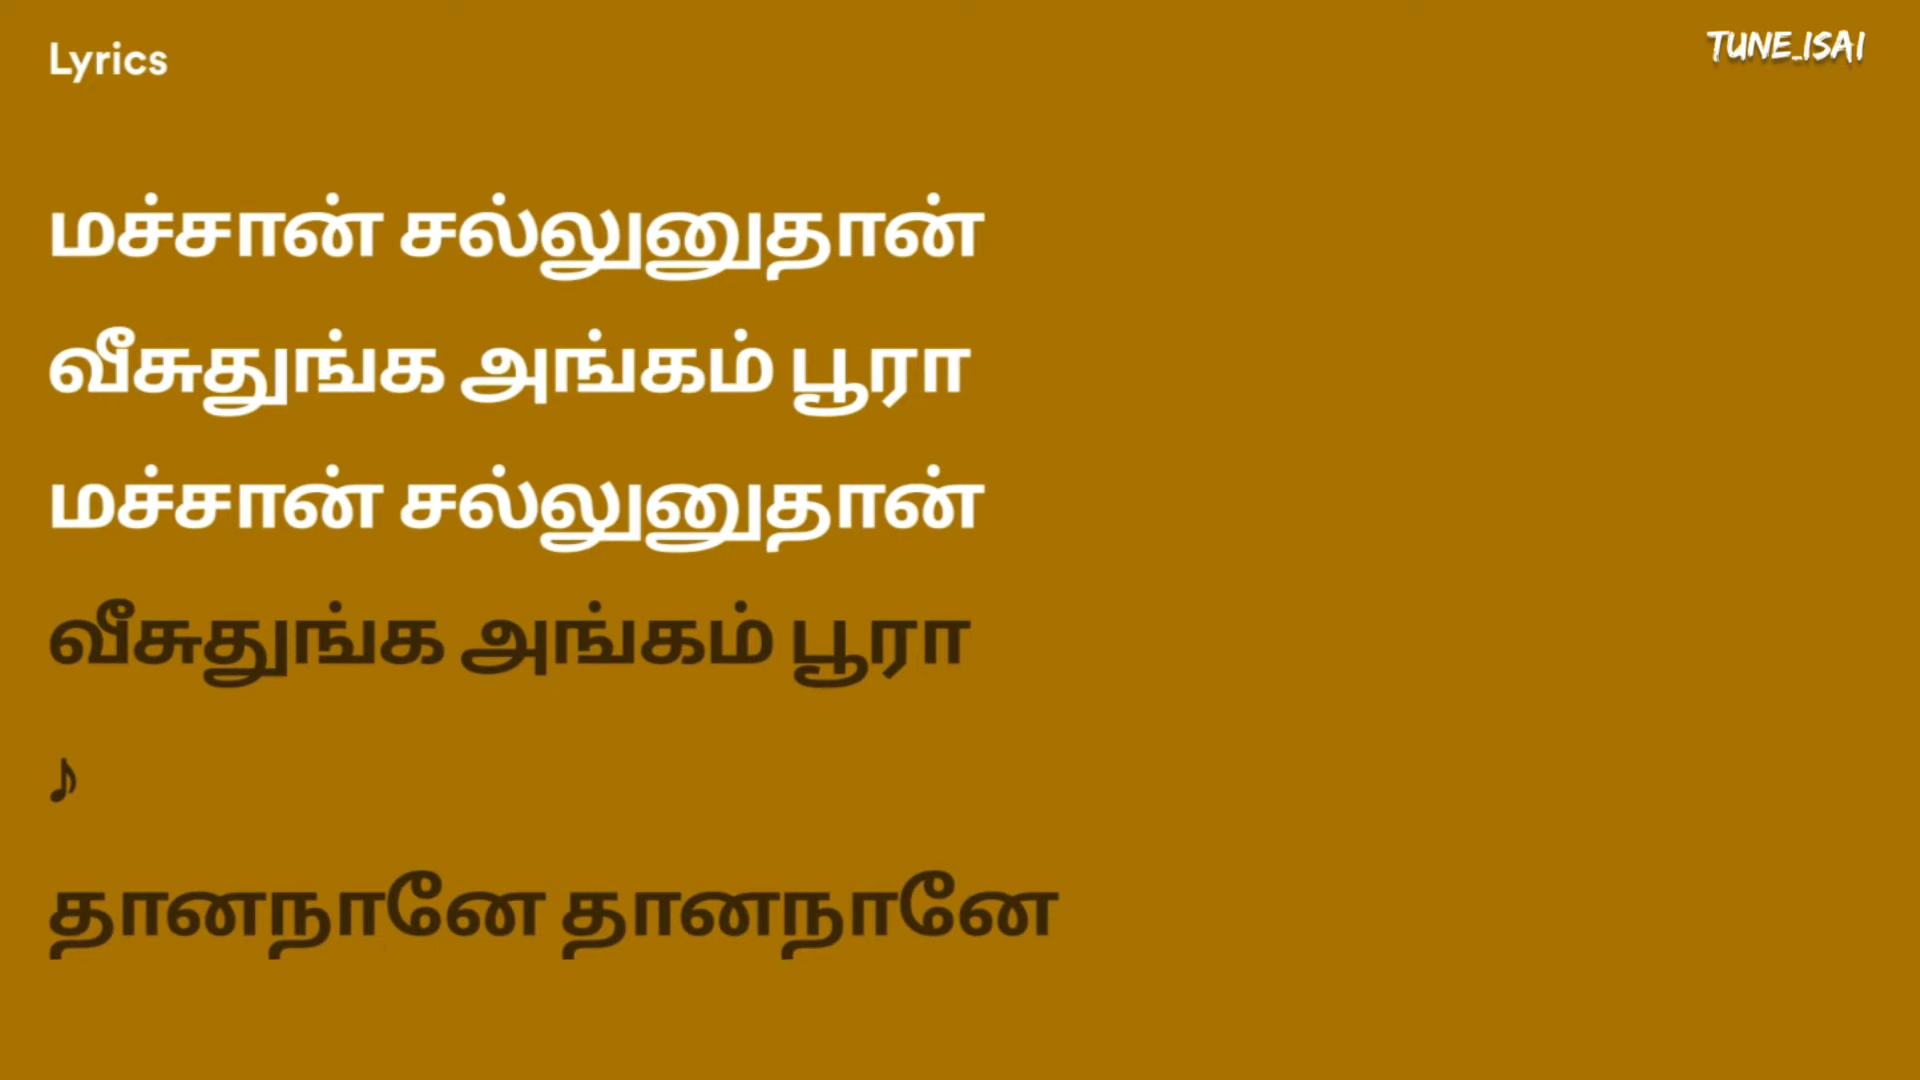 Lyrics
TUNE_ISAI
மச்சான் சல்லுனுதான்
வீசுதுங்க அங்கம் பூரா
மச்சான் சல்லுனுதான்
வீசுதுங்க அங்கம் பூரா
♪
தானநானே தானநானே